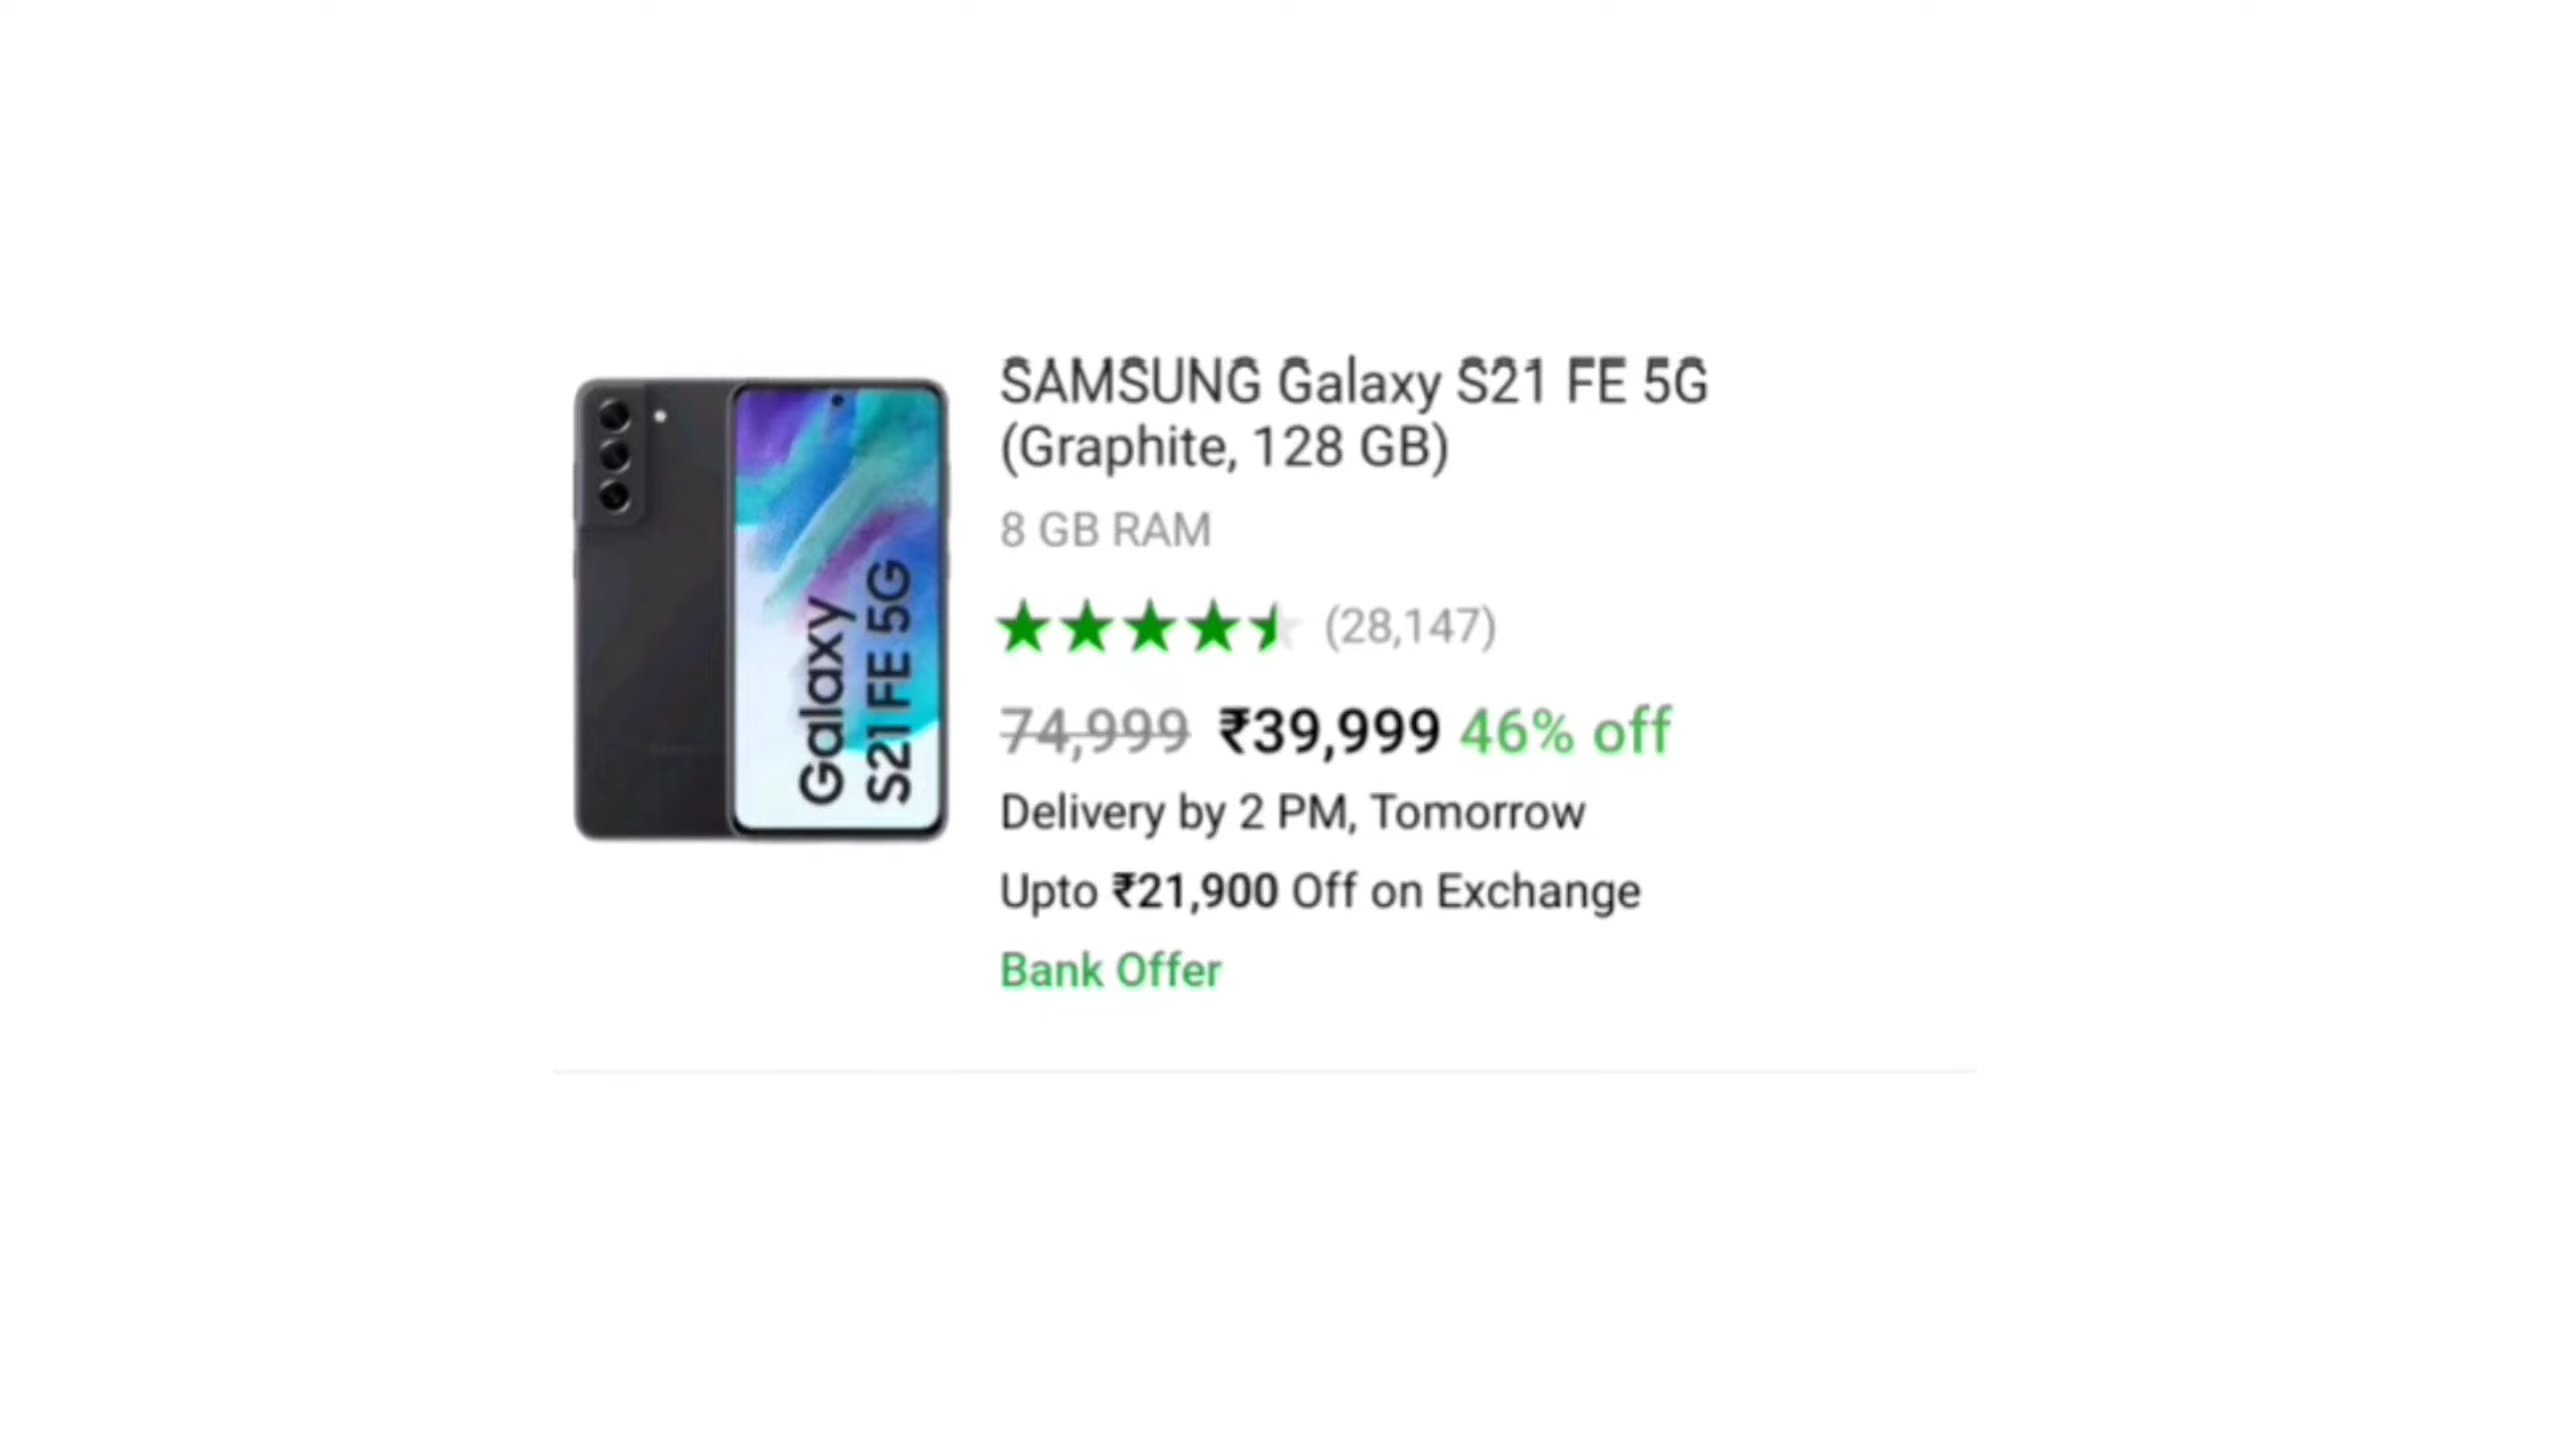 SAMSUNG Galaxy S21 FE 5G
(Graphite, 128 GB)
8 GB RAM
(28,147)
74,999 ₹39,999 46% off
Delivery by 2 PM, Tomorrow
Upto ₹21,900 Off on Exchange
Bank Offer
Galaxy
S21 FE 5G